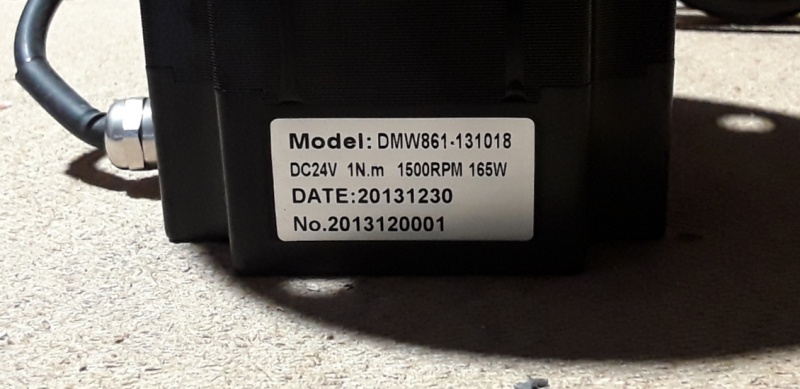 Model: DMW861-131018
DC24V 1N.m 1500RPM 165W
DATE:20131230
No.2013120001